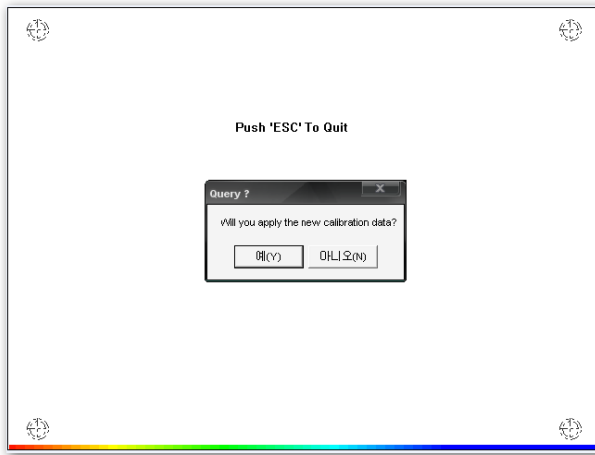 Push 'ESC' To Quit
Query ?
Will you apply the new calibration data?
예(Y)
아니오(N)